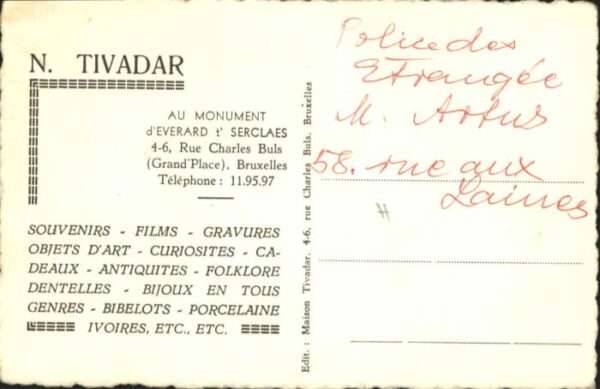 N. TIVADAR
AU MONUMENT
d'EVERARD t' SERCLAES
4-6, Rue Charles Buls
(Grand'Place), Bruxelles
Téléphone : 11.95.97
SOUVENIRS - FILMS - GRAVURES
OBJETS D'ART - CURIOSITES - CA-
DEAUX - ANTIQUITES - FOLKLORE
DENTELLES - BIJOUX EN TOUS
GENRES - BIBELOTS - PORCELAINE
IVOIRES, ETC., ETC.
Edit. : Maison Tivadar, 4-6, rue Charles Buls, Bruxelles
Police des
Etrangée
M. Artus
58. rue aux
Laines